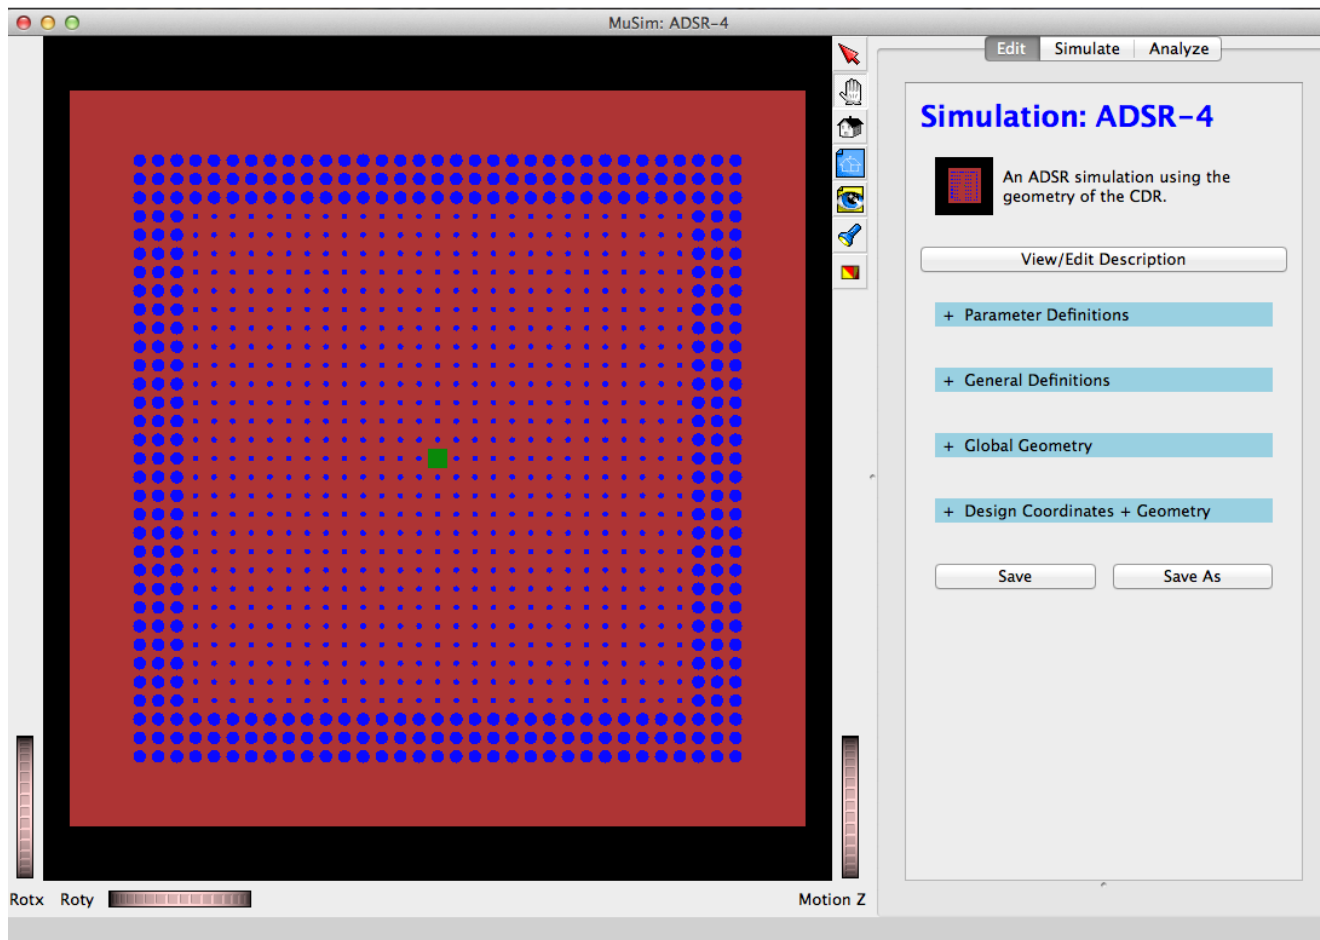 MuSim: ADSR-4
Edit
Simulate
Analyze
Simulation: ADSR-4
An ADSR simulation using the
geometry of the CDR.
View/Edit Description
+ Parameter Definitions
+ General Definitions
+ Global Geometry
+ Design Coordinates + Geometry
Save
Save As
Rotx
Roty
Motion Z